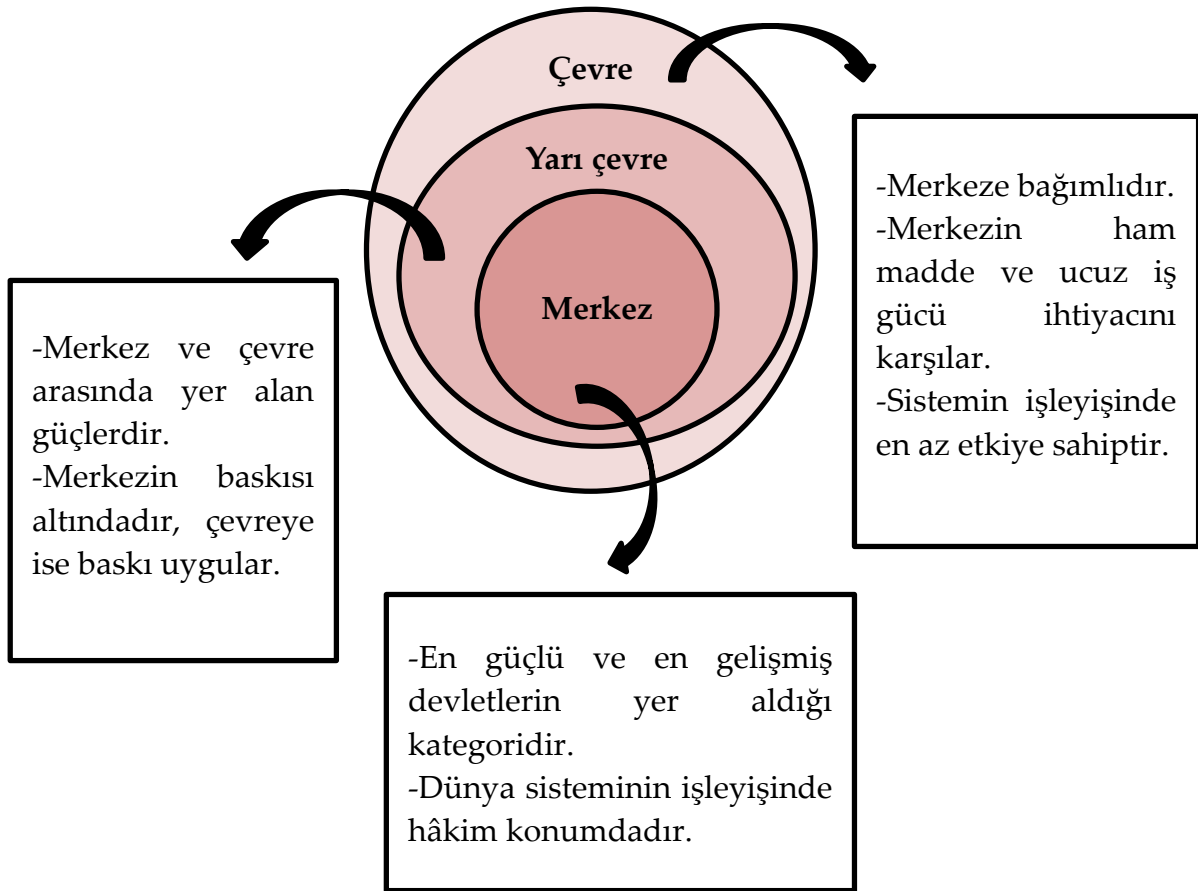 Çevre
Yarı çevre
Merkez
-Merkeze bağımlıdır.
-Merkezin ham
madde ve ucuz iş
gücü ihtiyacını
karşılar.
-Sistemin işleyişinde
en az etkiye sahiptir.
-Merkez ve çevre
arasında yer alan
güçlerdir.
-Merkezin baskısı
altındadır, çevreye
ise baskı uygular.
-En güçlü ve en gelişmiş
devletlerin yer aldığı
kategoridir.
-Dünya sisteminin işleyişinde
hâkim konumdadır.